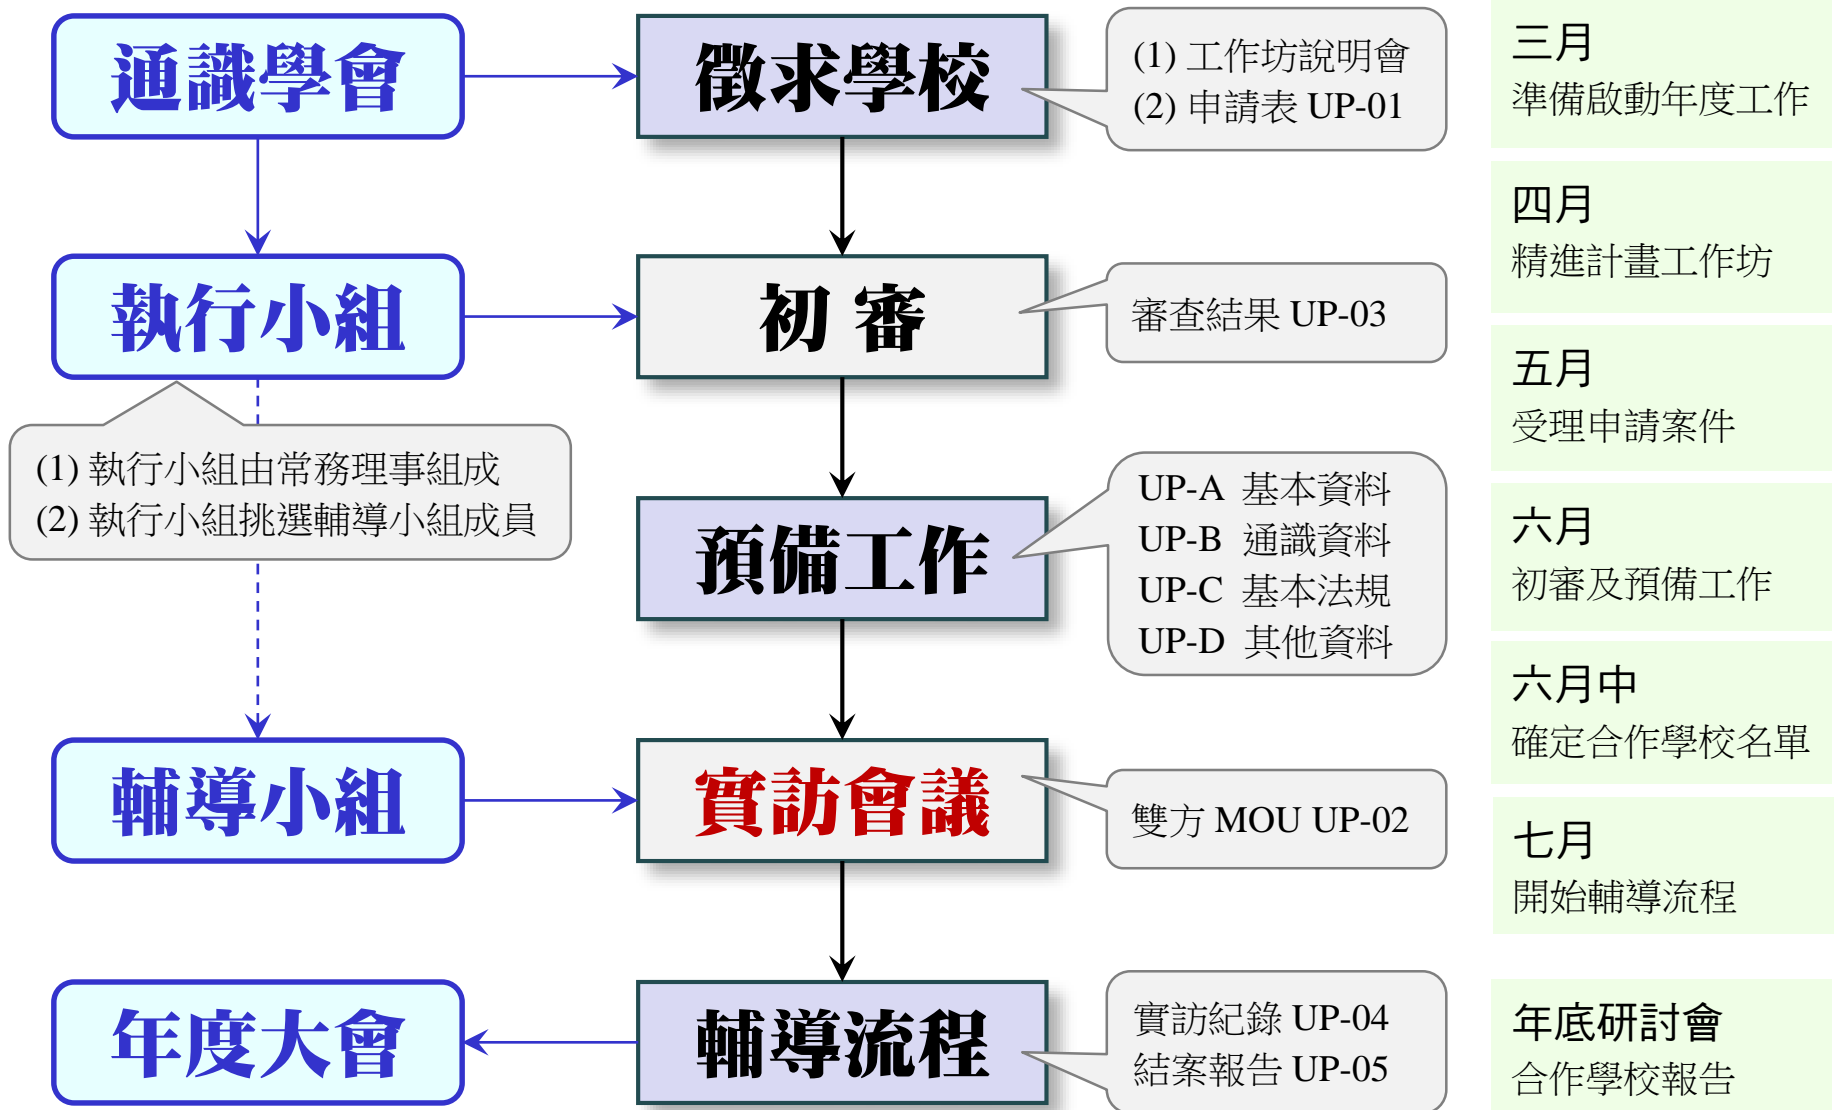 通識學會
徵求學校
(1) 工作坊說明會
(2) 申請表 UP-01
三月
準備啟動年度工作
四月
精進計畫工作坊
執行小組
初 審
審查結果 UP-03
五月
受理申請案件
(1) 執行小組由常務理事組成
(2) 執行小組挑選輔導小組成員
預備工作
UP-A 基本資料
UP-B 通識資料
UP-C 基本法規
UP-D 其他資料
六月
初審及預備工作
六月中
確定合作學校名單
輔導小組
實訪會議
雙方 MOU UP-02
七月
開始輔導流程
年度大會
輔導流程
實訪紀錄 UP-04
結案報告 UP-05
年底研討會
合作學校報告